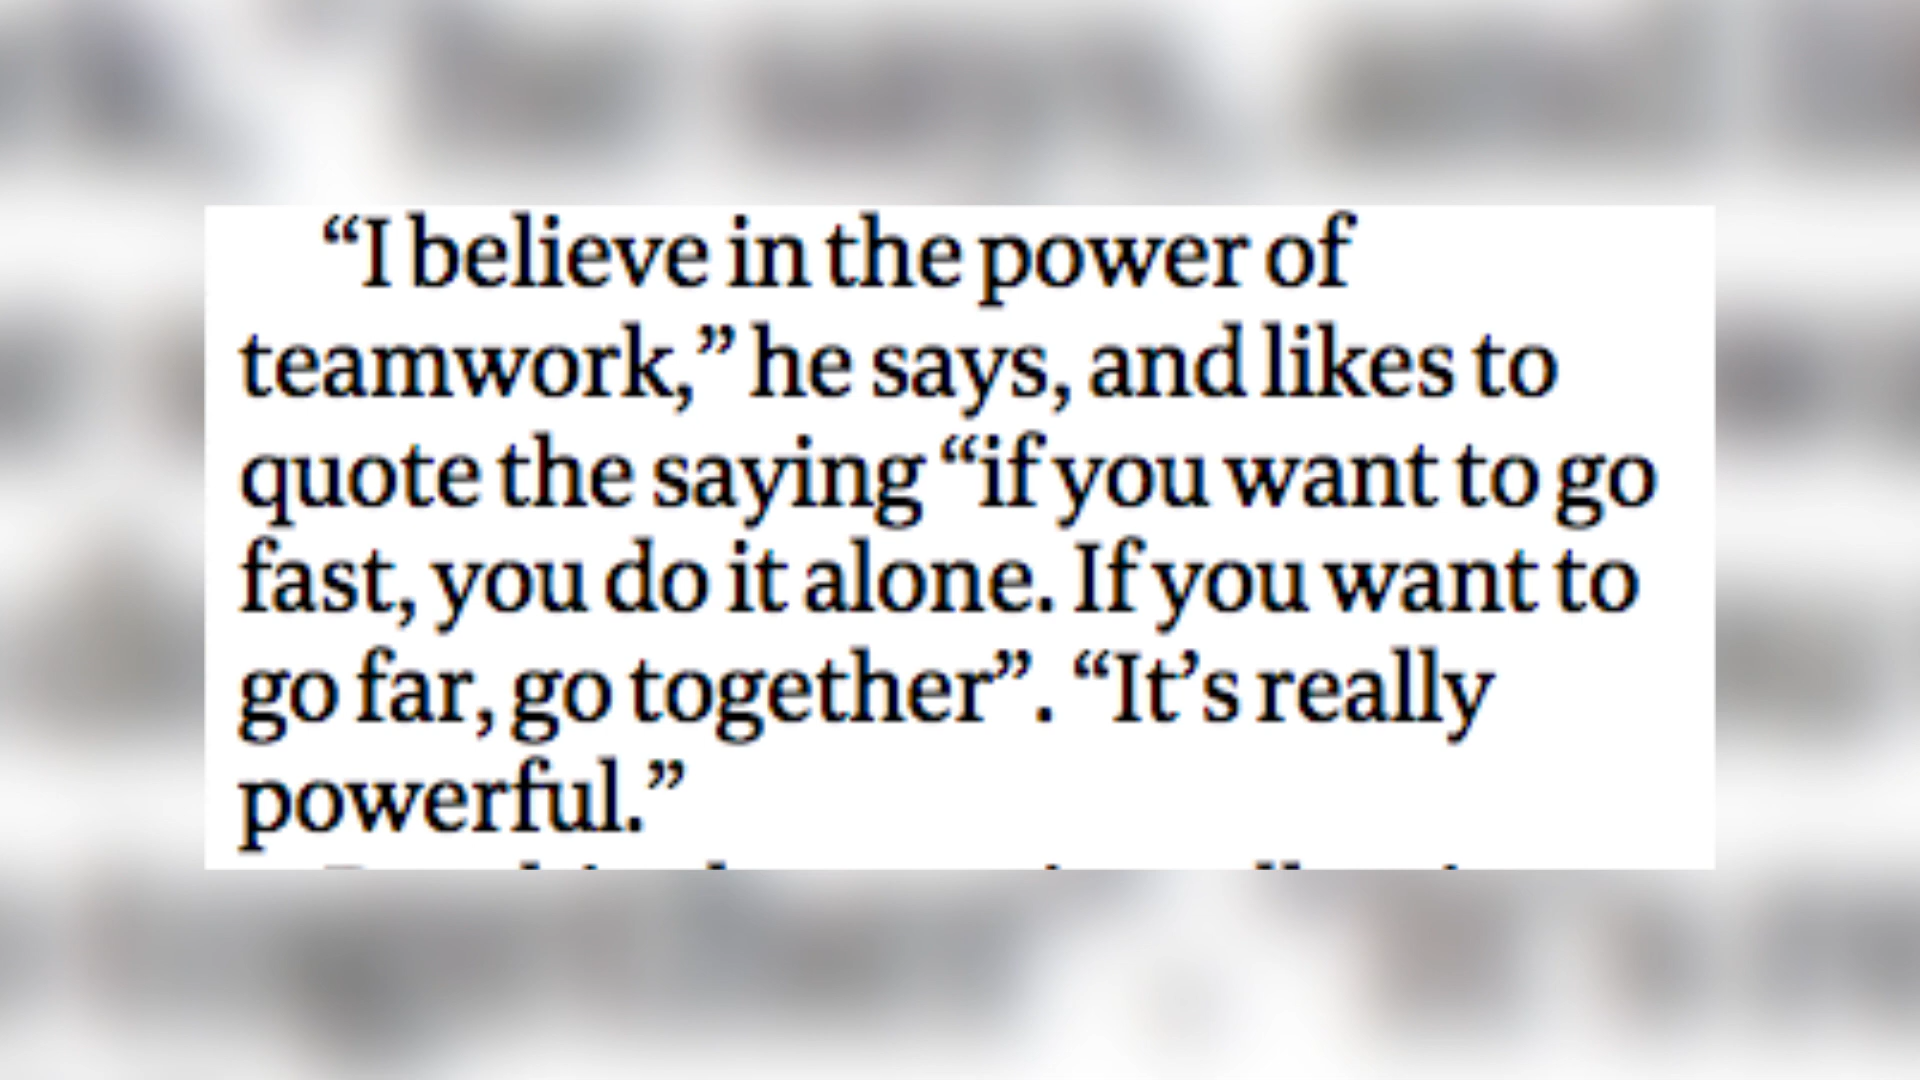 “I believe in the power of
teamwork,” he says, and likes to
quote the saying “if you want to go
fast, you do it alone. If you want to
go far, go together”. “It’s really
powerful.”